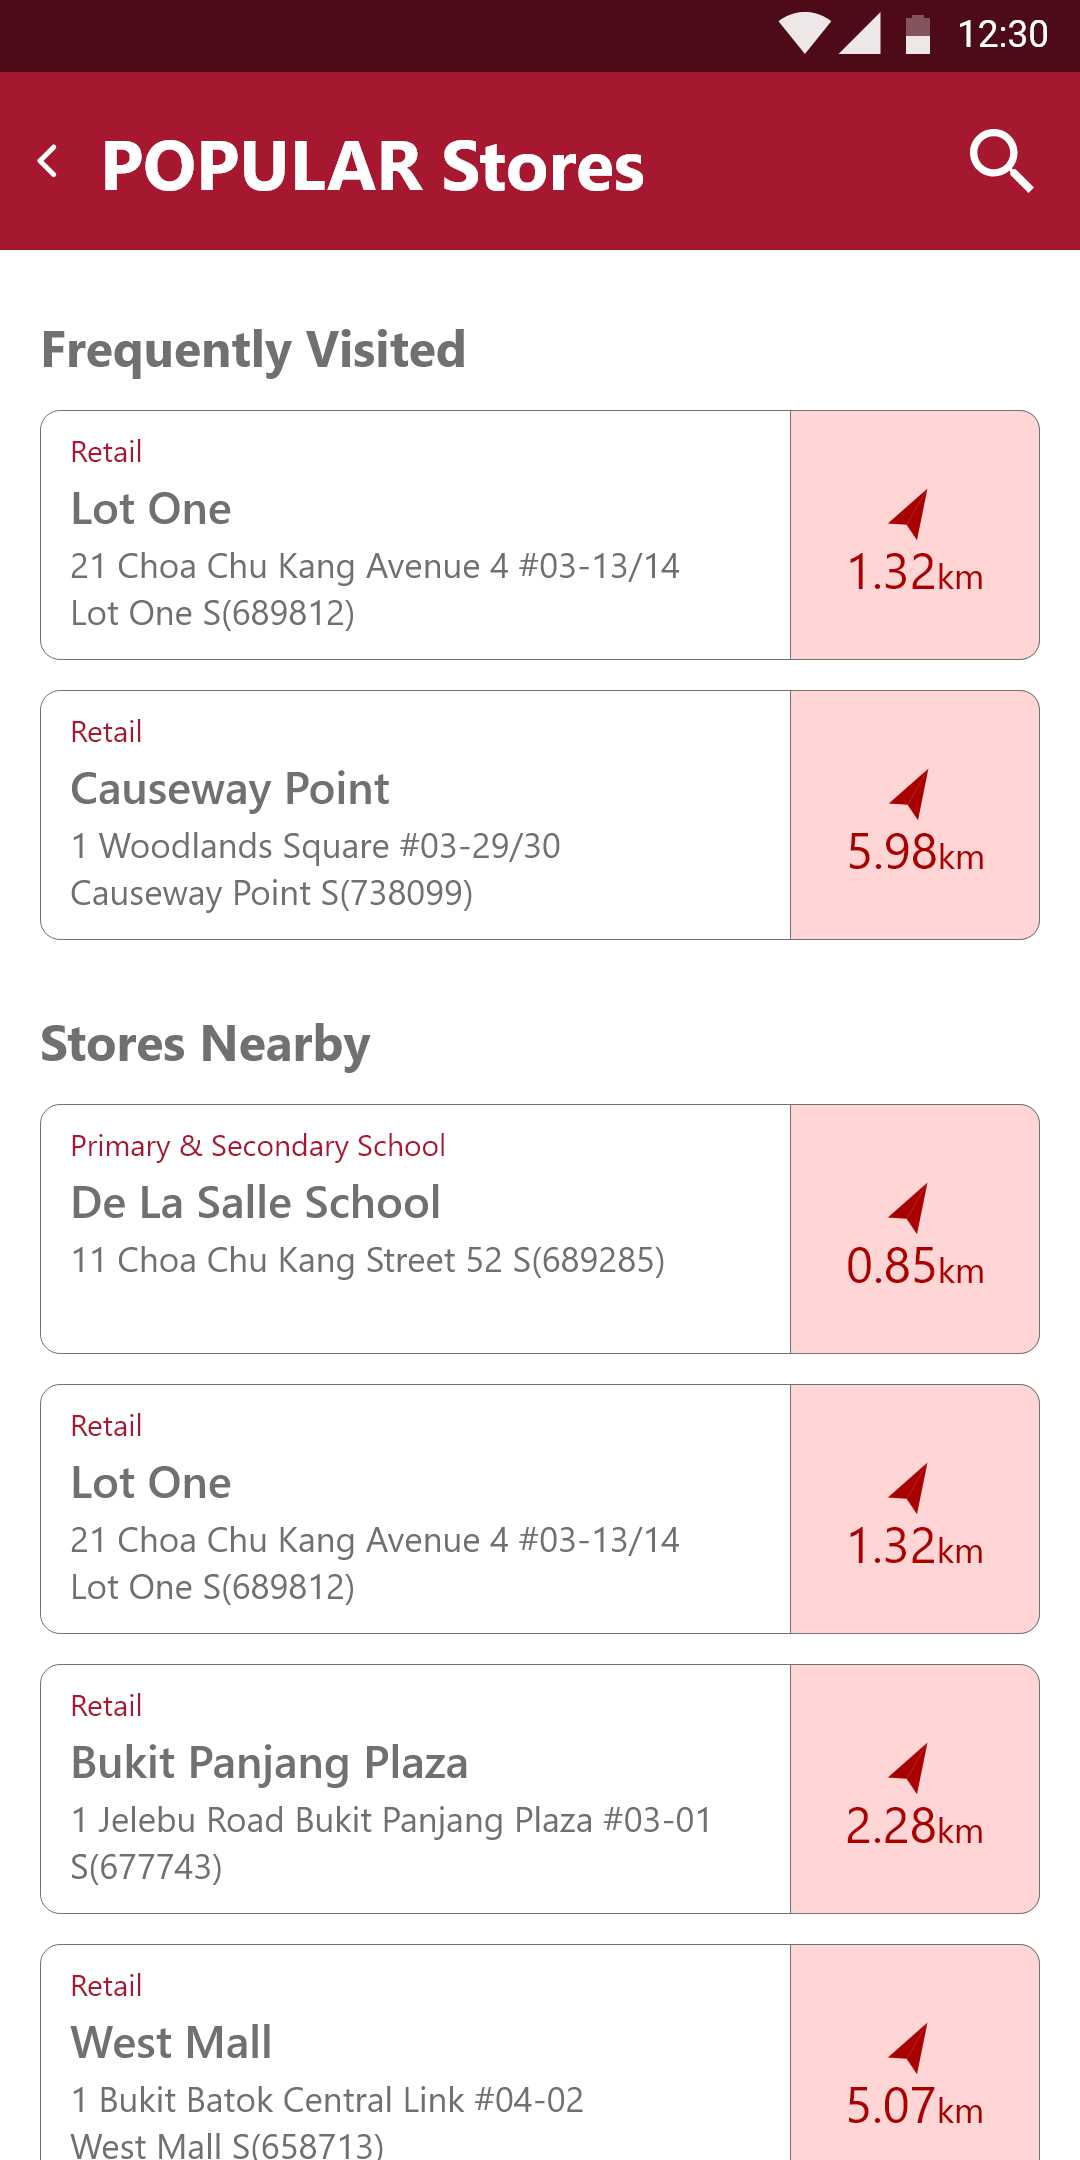 12:30
POPULAR Stores
Frequently Visited
Retail
Lot One
21 Choa Chu Kang Avenue 4 #03-13/14
Lot One S(689812)
1.32km
Retail
Causeway Point
1 Woodlands Square #03-29/30
Causeway Point S(738099)
5.98km
Stores Nearby
Primary & Secondary School
De La Salle School
11 Choa Chu Kang Street 52 S(689285)
0.85km
Retail
Lot One
21 Choa Chu Kang Avenue 4 #03-13/14
Lot One S(689812)
1.32km
Retail
Bukit Panjang Plaza
1 Jelebu Road Bukit Panjang Plaza #03-01
S(677743)
2.28km
Retail
West Mall
1 Bukit Batok Central Link #04-02
West Mall S(658713)
5.07km